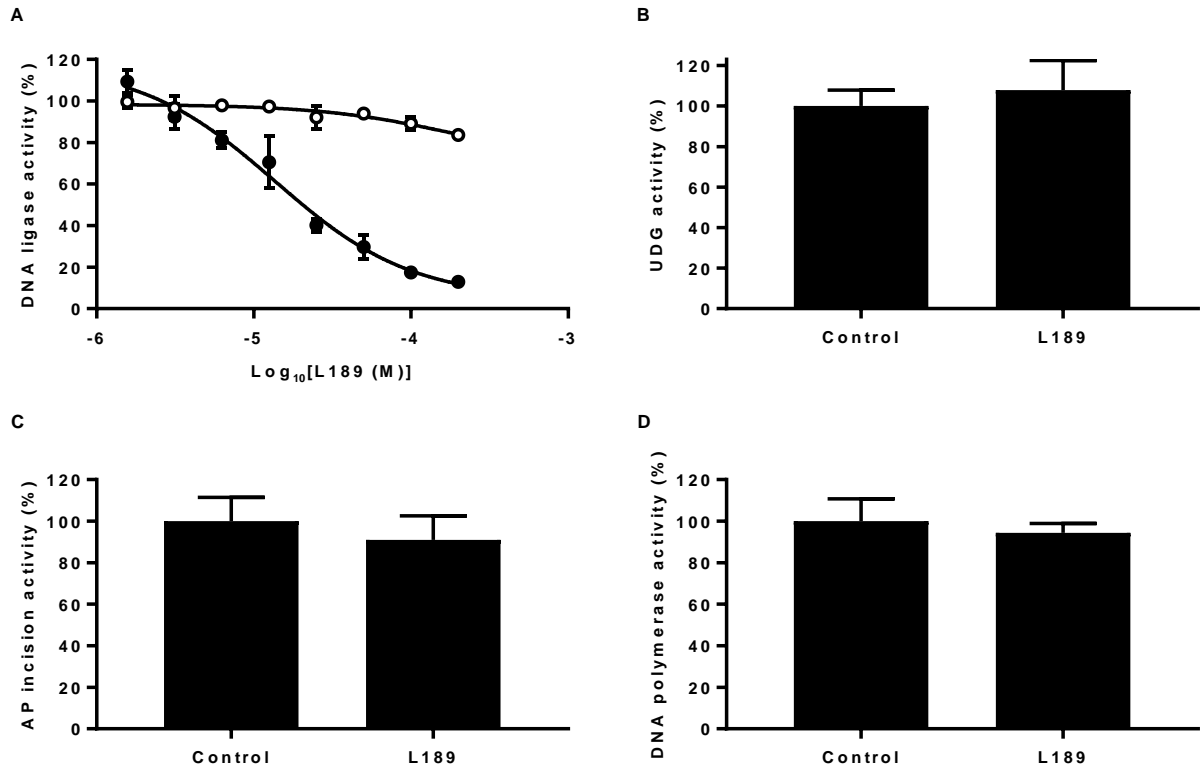 A
DNA ligase activity (%)
120
100
80
60
40
20
0
-6
-5
-4
-3
Log10[L189 (M)]
B
UDG activity (%)
120
100
80
60
40
20
0
Control
L189
C
AP incision activity (%)
120
100
80
60
40
20
0
Control
L189
D
DNA polymerase activity (%)
120
100
80
60
40
20
0
Control
L189